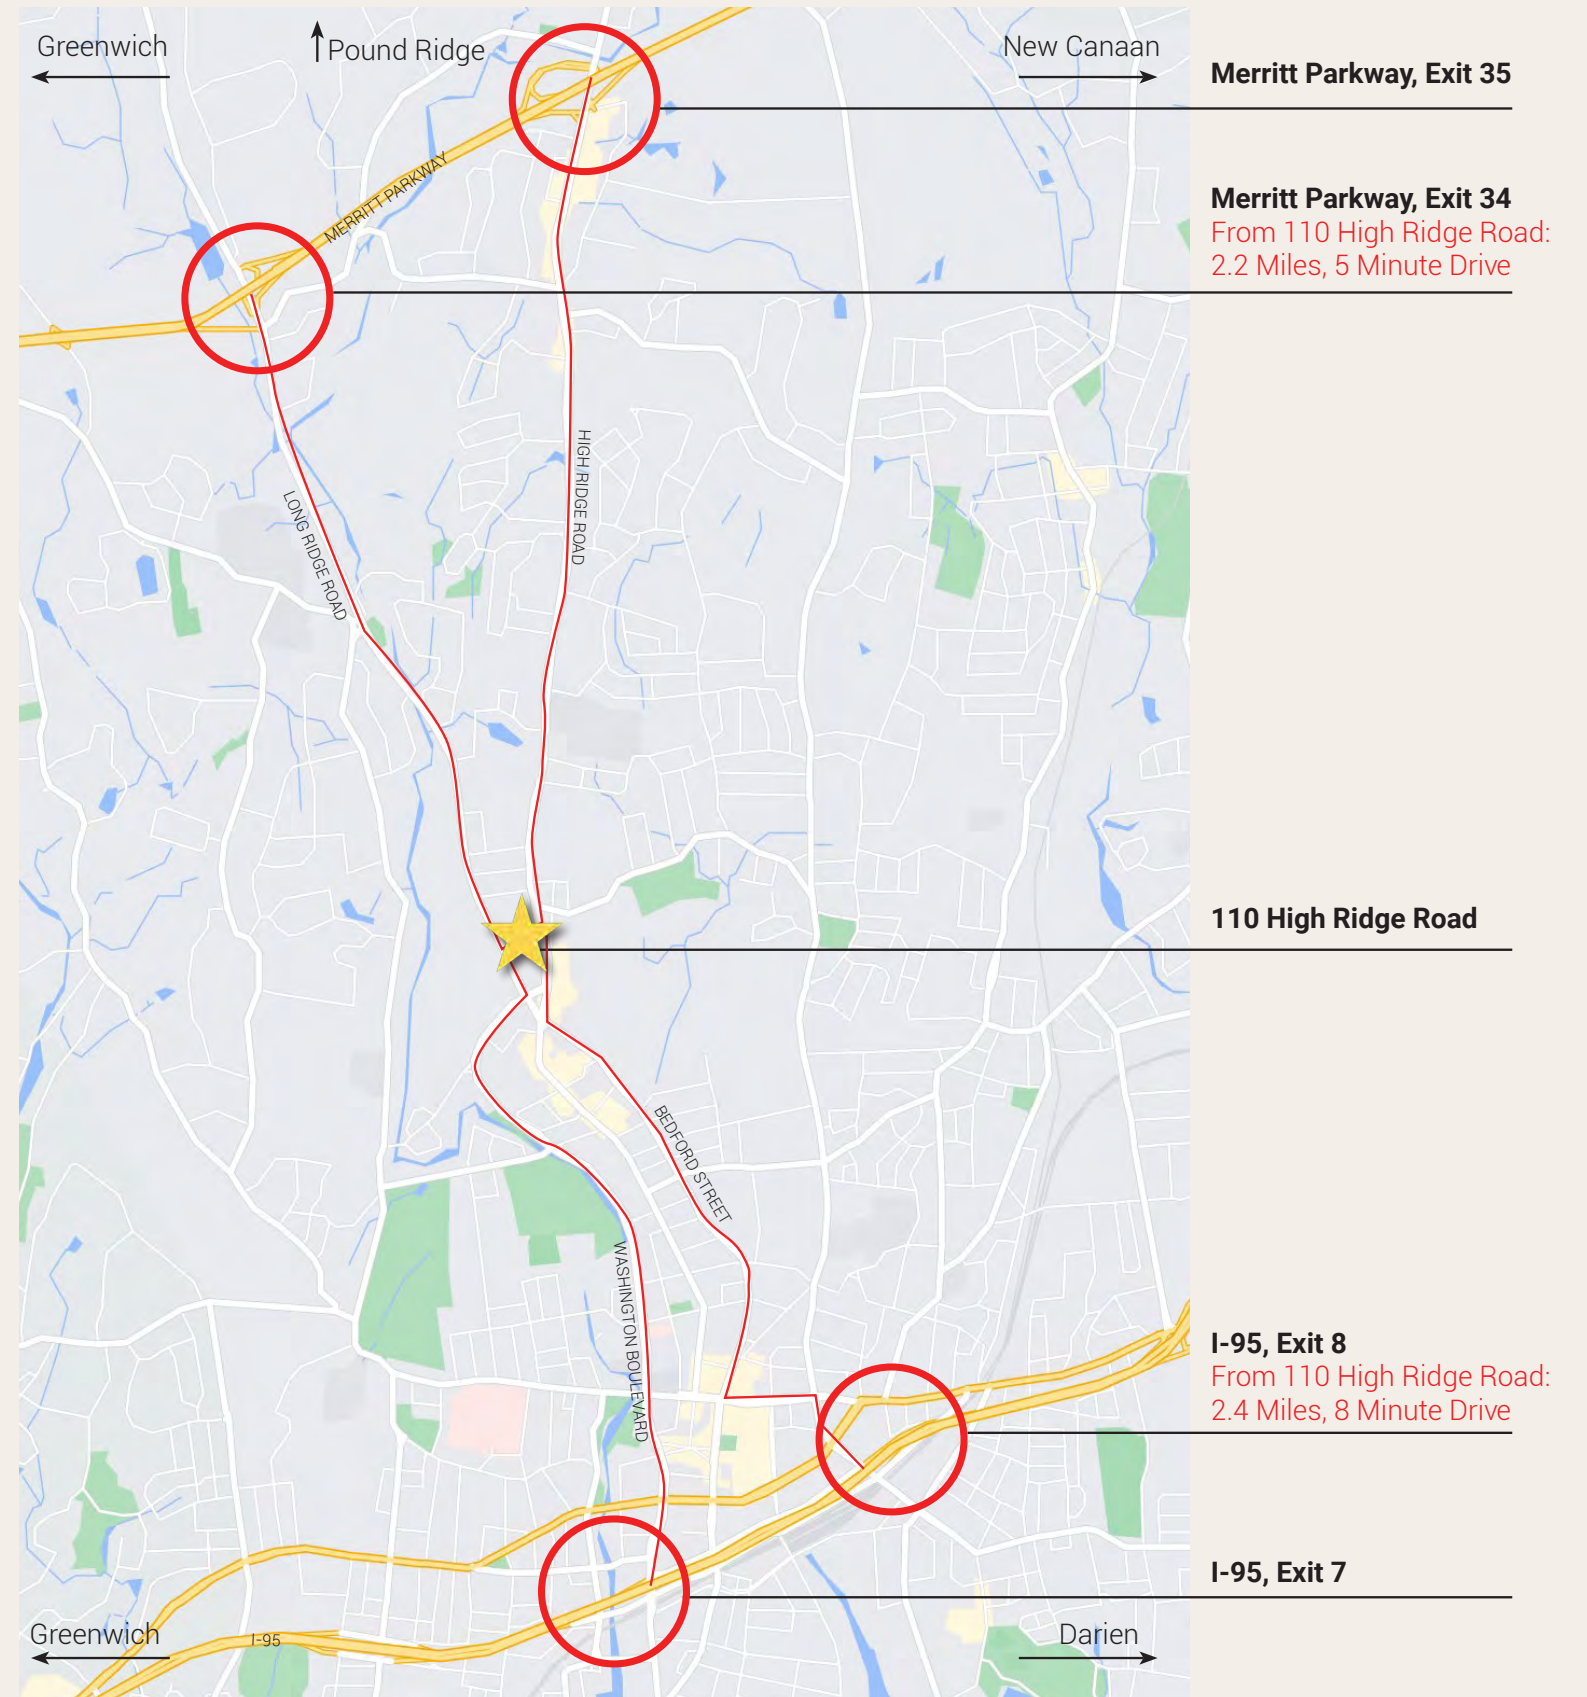 Greenwich
Pound Ridge
New Canaan
Merritt Parkway, Exit 35
MERRITT PARKWAY
Merritt Parkway, Exit 34
From 110 High Ridge Road:
2.2 Miles, 5 Minute Drive
HIGH RIDGE ROAD
LONG RIDGE ROAD
110 High Ridge Road
BEDFORD STREET
WASHINGTON BOULEVARD
I-95, Exit 8
From 110 High Ridge Road:
2.4 Miles, 8 Minute Drive
I-95, Exit 7
Greenwich
I-95
Darien